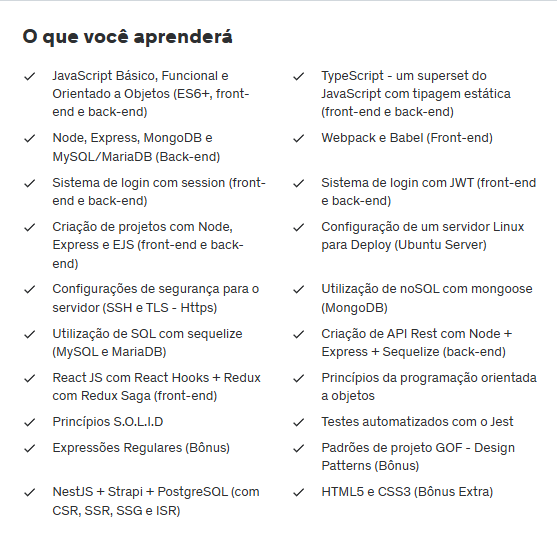 O que você aprenderá
JavaScript Básico, Funcional e
Orientado a Objetos (ES6+, front-
end e back-end)
TypeScript - um superset do
JavaScript com tipagem estática
(front-end e back-end)
Node, Express, MongoDB e
MySQL/MariaDB (Back-end)
Webpack e Babel (Front-end)
Sistema de login com session (front-
end e back-end)
Sistema de login com JWT (front-end
e back-end)
Criação de projetos com Node,
Express e EJS (front-end e back-
end)
Configuração de um servidor Linux
para Deploy (Ubuntu Server)
Configurações de segurança para o
servidor (SSH e TLS - Https)
Utilização de noSQL com mongoose
(MongoDB)
Utilização de SQL com sequelize
(MySQL e MariaDB)
Criação de API Rest com Node +
Express + Sequelize (back-end)
React JS com React Hooks + Redux
com Redux Saga (front-end)
Princípios da programação orientada
a objetos
Princípios S.O.L.I.D
Testes automatizados com o Jest
Expressões Regulares (Bônus)
Padrões de projeto GOF - Design
Patterns (Bônus)
NestJS + Strapi + PostgreSQL (com
CSR, SSR, SSG e ISR)
HTML5 e CSS3 (Bônus Extra)